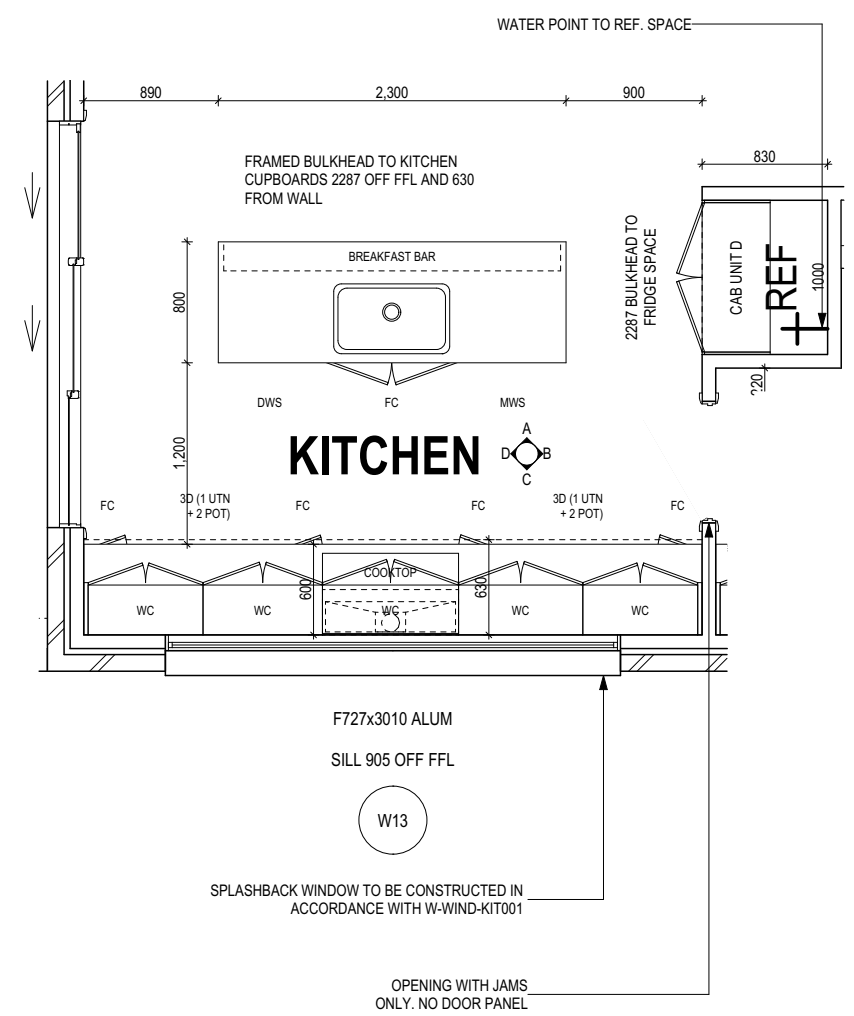 WATER POINT TO REF. SPACE
890
2,300
900
830
FRAMED BULKHEAD TO KITCHEN
CUPBOARDS 2287 OFF FFL AND 630
FROM WALL
BREAKFAST BAR
800
2287 BULKHEAD TO
FRIDGE SPACE
CAB UNIT D
REF
1000
220
DWS
FC
MWS
1,200
KITCHEN
A
D
B
C
FC
3D (1 UTN
+ 2 POT)
FC
FC
3D (1 UTN
+ 2 POT)
FC
600
COOKTOP
630
WC
WC
WC
WC
WC
F727x3010 ALUM
SILL 905 OFF FFL
W13
SPLASHBACK WINDOW TO BE CONSTRUCTED IN
ACCORDANCE WITH W-WIND-KIT001
OPENING WITH JAMS
ONLY. NO DOOR PANEL